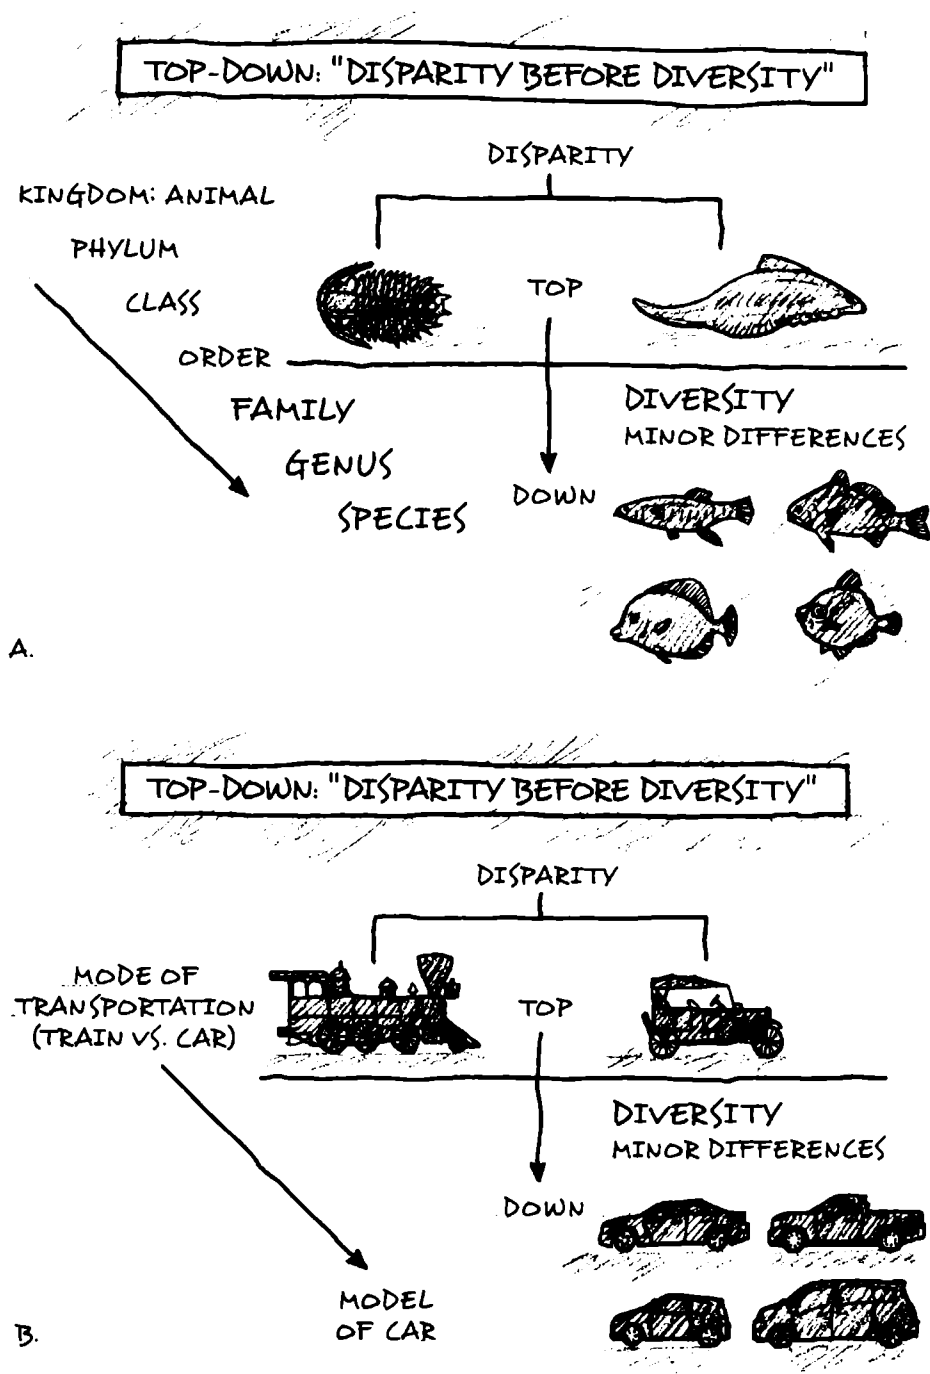 TOP-DOWN: "DISPARITY BEFORE DIVERSITY"
DISPARITY
KINGDOM: ANIMAL
PHYLUM
CLASS
ORDER
FAMILY
GENUS
SPECIES
TOP
DOWN
DIVERSITY
MINOR DIFFERENCES
A.
TOP-DOWN: "DISPARITY BEFORE DIVERSITY"
DISPARITY
MODE OF
TRANSPORTATION
(TRAIN VS. CAR)
TOP
DOWN
DIVERSITY
MINOR DIFFERENCES
MODEL
OF CAR
B.